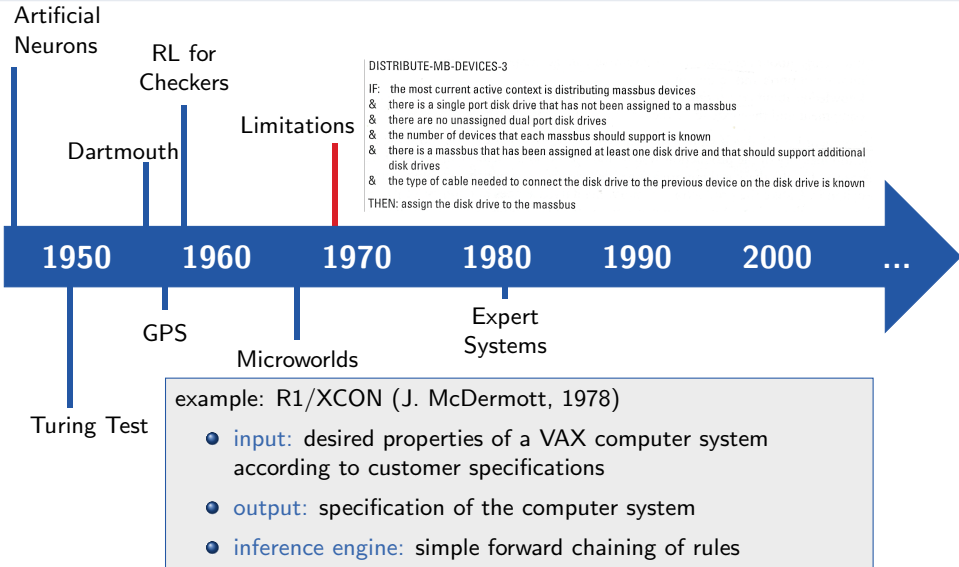 Artificial
Neurons
RL for
Checkers
Dartmouth
Limitations
DISTRIBUTE-MB-DEVICES-3
IF: the most current active context is distributing massbus devices
& there is a single port disk drive that has not been assigned to a massbus
& there are no unassigned dual port disk drives
& the number of devices that each massbus should support is known
& there is a massbus that has been assigned at least one disk drive and that should support additional
disk drives
& the type of cable needed to connect the disk drive to the previous device on the disk drive is known
THEN: assign the disk drive to the massbus
1950 1960 1970 1980 1990 2000 ...
GPS
Microworlds
Expert
Systems
Turing Test
example: R1/XCON (J. McDermott, 1978)
input: desired properties of a VAX computer system
according to customer specifications
output: specification of the computer system
inference engine: simple forward chaining of rules